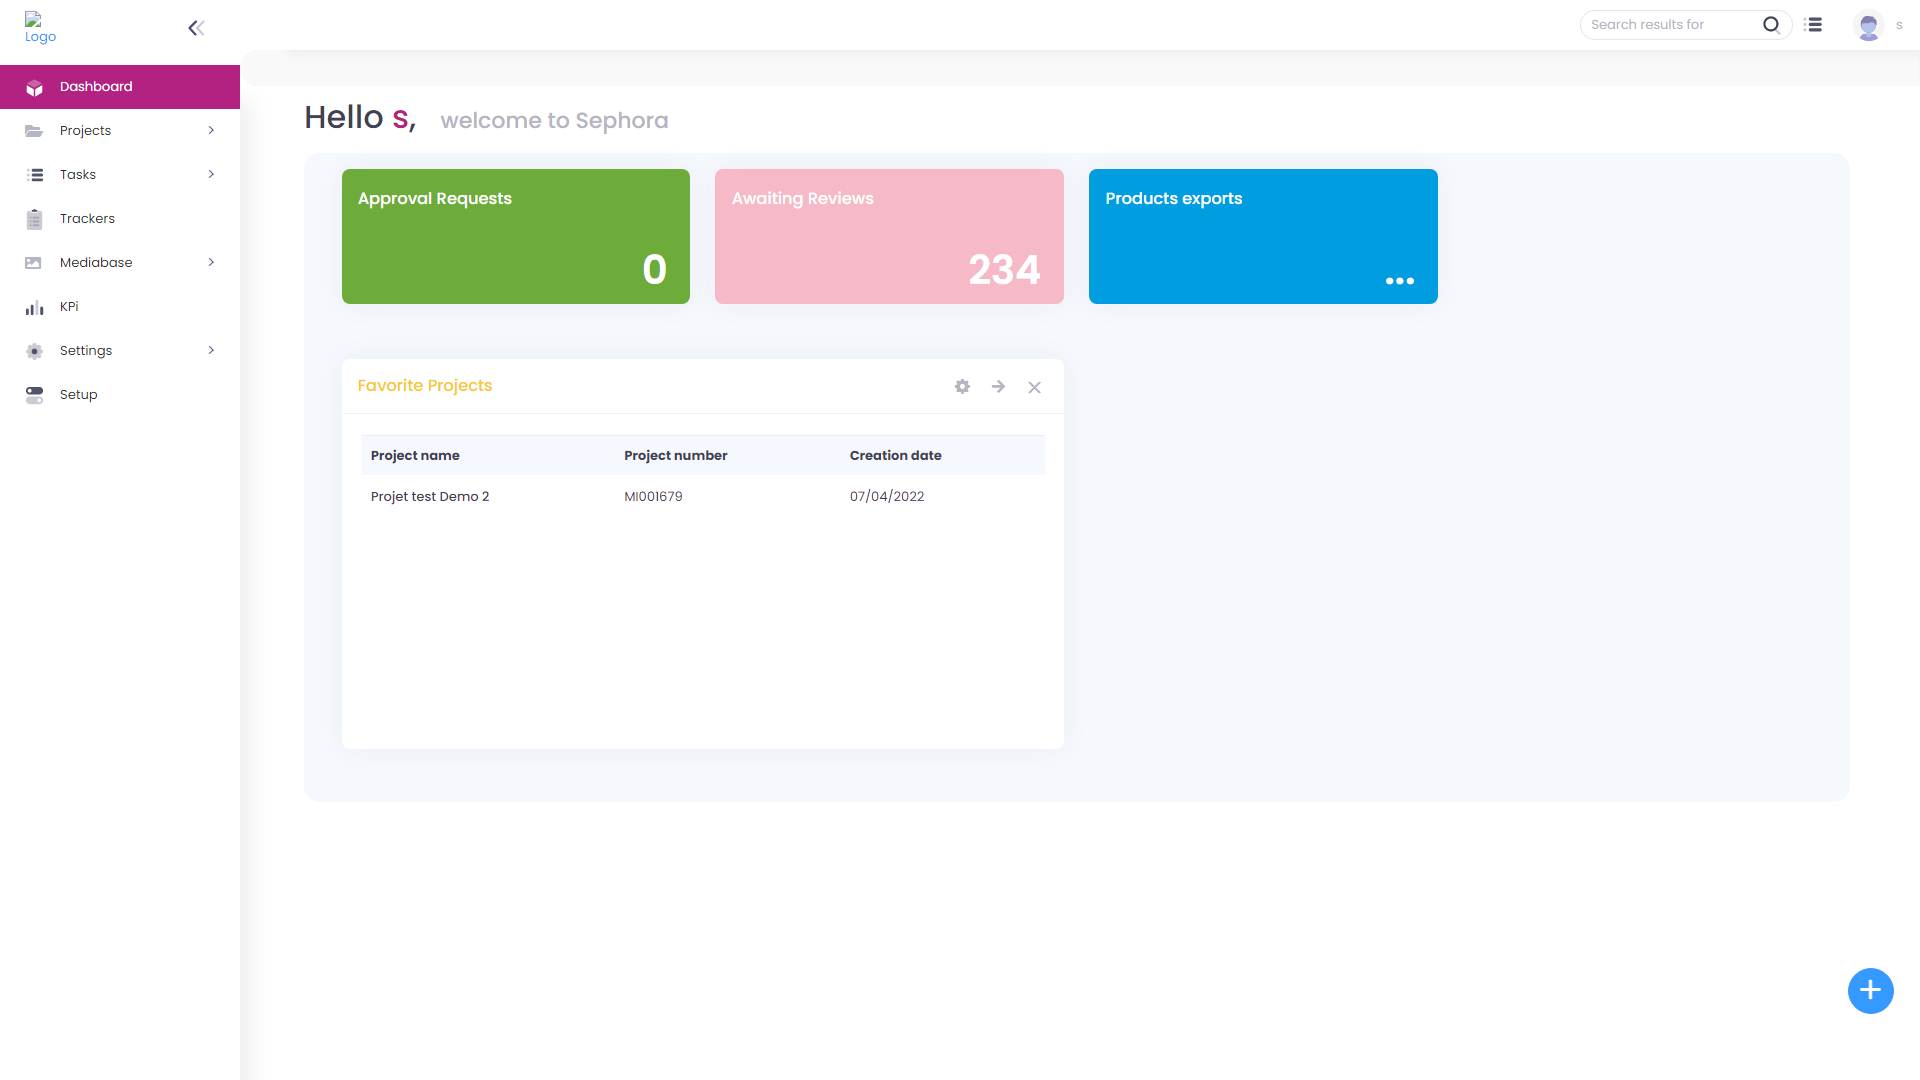 Logo
Search results for
s
Dashboard
Projects
Tasks
Trackers
Mediabase
KPi
Settings
Setup
Hello s, welcome to Sephora
Approval Requests
0
Awaiting Reviews
234
Products exports
...
Favorite Projects
Project name Project number Creation date
Projet test Demo 2 MI001679 07/04/2022